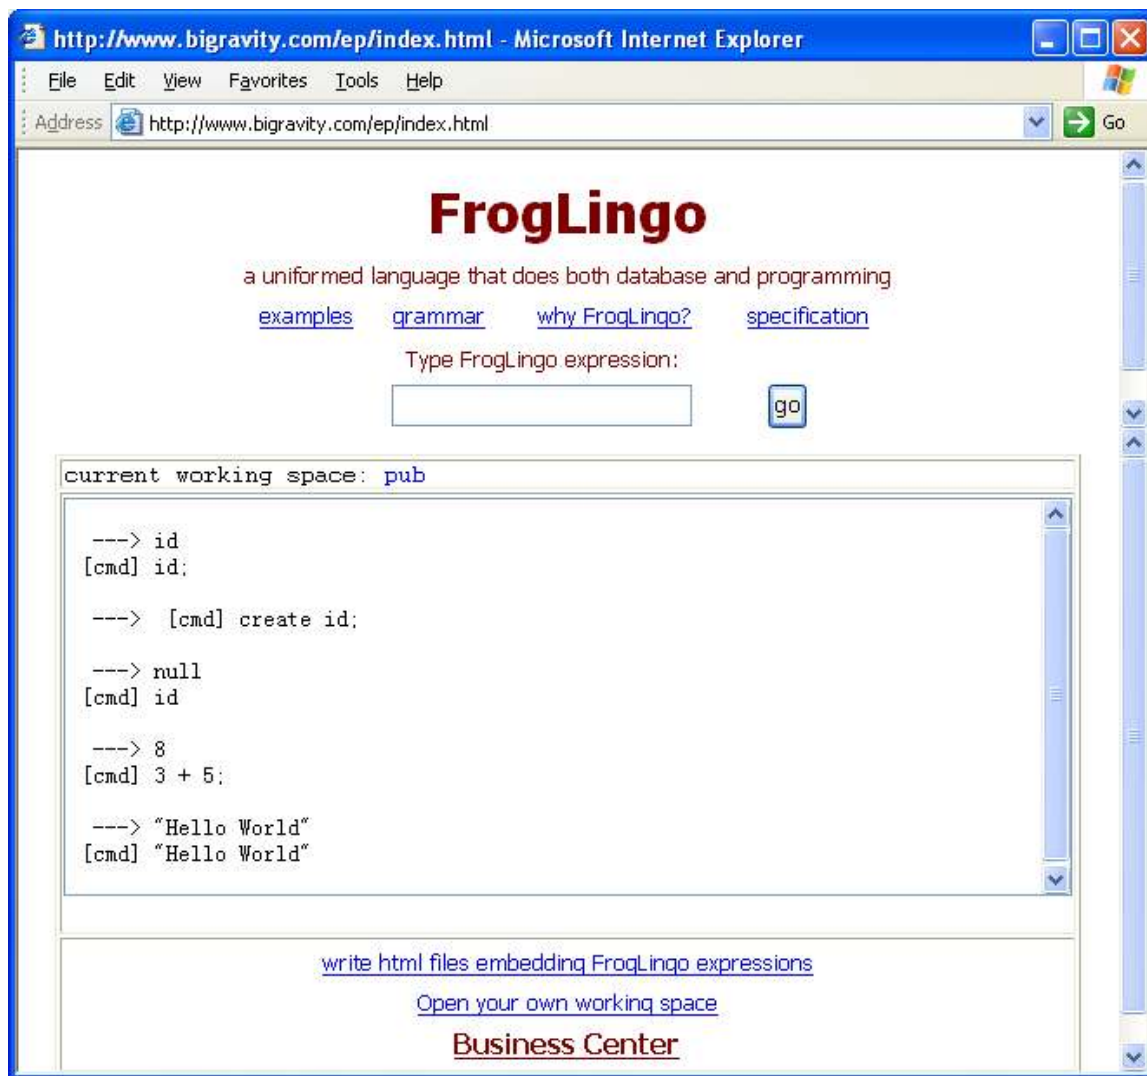 http://www.bigravity.com/ep/index.html - Microsoft Internet Explorer
File Edit View Favorites Tools Help
Address http://www.bigravity.com/ep/index.html Go
FrogLingo
a uniformed language that does both database and programming
examples grammar why FrogLingo? specification
Type FrogLingo expression:
go
current working space: pub
---> id
[cmd] id;
---> [cmd] create id;
---> null
[cmd] id
---> 8
[cmd] 3 + 5;
---> "Hello World"
[cmd] "Hello World"
write html files embedding FrogLingo expressions
Open your own working space
Business Center